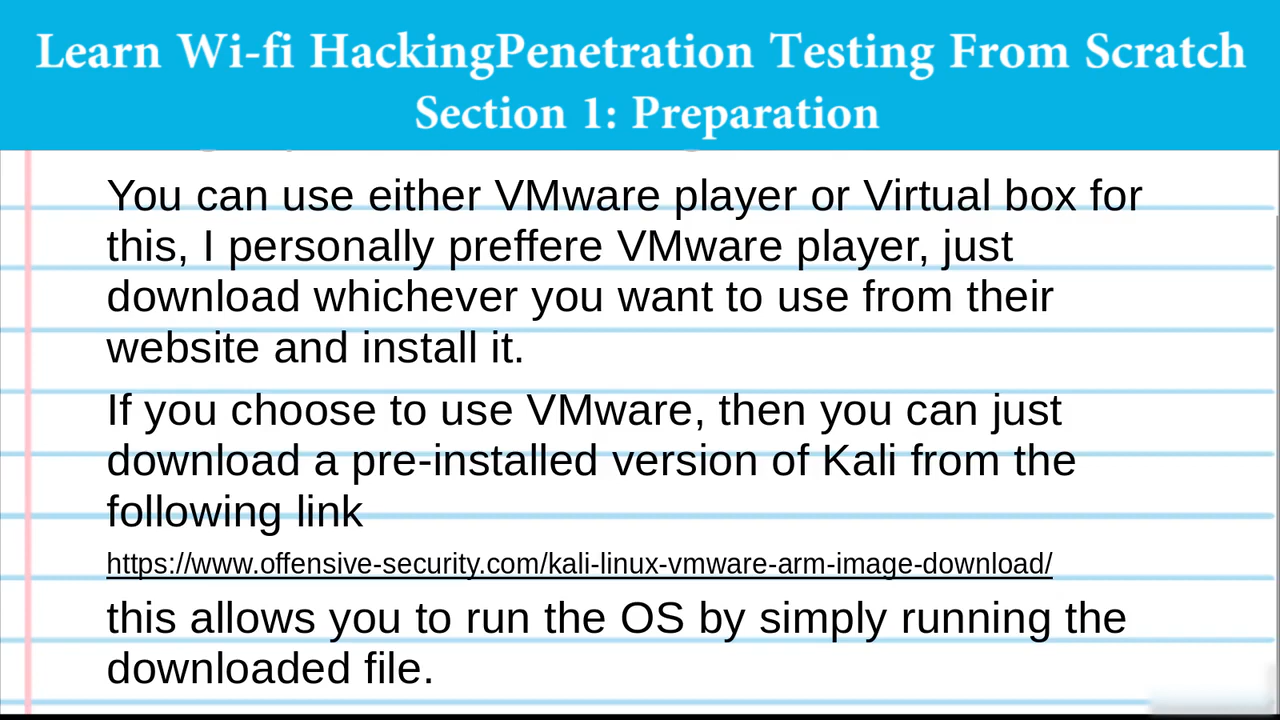 Learn Wi-fi HackingPenetration Testing From Scratch
Section 1: Preparation
You can use either VMware player or Virtual box for
this, I personally preffere VMware player, just
download whichever you want to use from their
website and install it.
If you choose to use VMware, then you can just
download a pre-installed version of Kali from the
following link
https://www.offensive-security.com/kali-linux-vmware-arm-image-download/
this allows you to run the OS by simply running the
downloaded file.